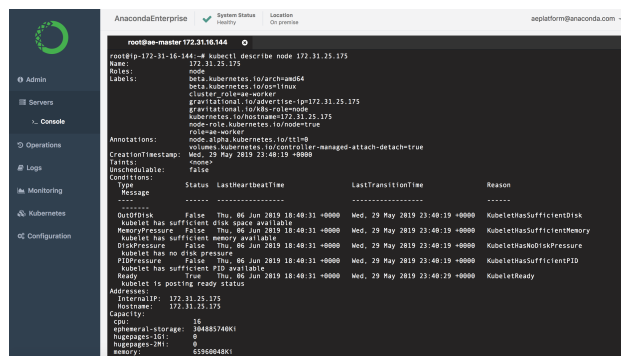 AnacondaEnterprise
System Status
Healthy
Location
On premise
aeplatform@anaconda.com
Admin
Servers
>_ Console
Operations
Logs
Monitoring
Kubernetes
Configuration
root@ae-master 172.31.16.144
root@ip-172-31-16-144:~# kubectl describe node 172.31.25.175
Name: 172.31.25.175
Roles: node
Labels: beta.kubernetes.io/arch=amd64
beta.kubernetes.io/os=linux
cluster_role=ae-worker
gravitational.io/advertise-ip=172.31.25.175
gravitational.io/k8s-role=node
kubernetes.io/hostname=172.31.25.175
node-role.kubernetes.io/node=true
role=ae-worker
Annotations: node.alpha.kubernetes.io/ttl=0
volumes.kubernetes.io/controller-managed-attach-detach=true
CreationTimestamp: Wed, 29 May 2019 23:40:19 +0000
Taints: <none>
Unschedulable: false
Conditions:
Type Status LastHeartbeatTime LastTransitionTime Reason
Message
---- ------ ----------------- ------------------ ------
-------
OutOfDisk False Thu, 06 Jun 2019 18:40:31 +0000 Wed, 29 May 2019 23:40:19 +0000 KubeletHasSufficientDisk
kubelet has sufficient disk space available
MemoryPressure False Thu, 06 Jun 2019 18:40:31 +0000 Wed, 29 May 2019 23:40:19 +0000 KubeletHasSufficientMemory
kubelet has sufficient memory available
DiskPressure False Thu, 06 Jun 2019 18:40:31 +0000 Wed, 29 May 2019 23:40:19 +0000 KubeletHasNoDiskPressure
kubelet has no disk pressure
PIDPressure False Thu, 06 Jun 2019 18:40:31 +0000 Wed, 29 May 2019 23:40:29 +0000 KubeletHasSufficientPID
kubelet has sufficient PID available
Ready True Thu, 06 Jun 2019 18:40:31 +0000 Wed, 29 May 2019 23:40:29 +0000 KubeletReady
kubelet is posting ready status
Addresses:
InternalIP: 172.31.25.175
Hostname: 172.31.25.175
Capacity:
cpu: 16
ephemeral-storage: 304885740Ki
hugepages-1Gi: 0
hugepages-2Mi: 0
memory: 65960048Ki